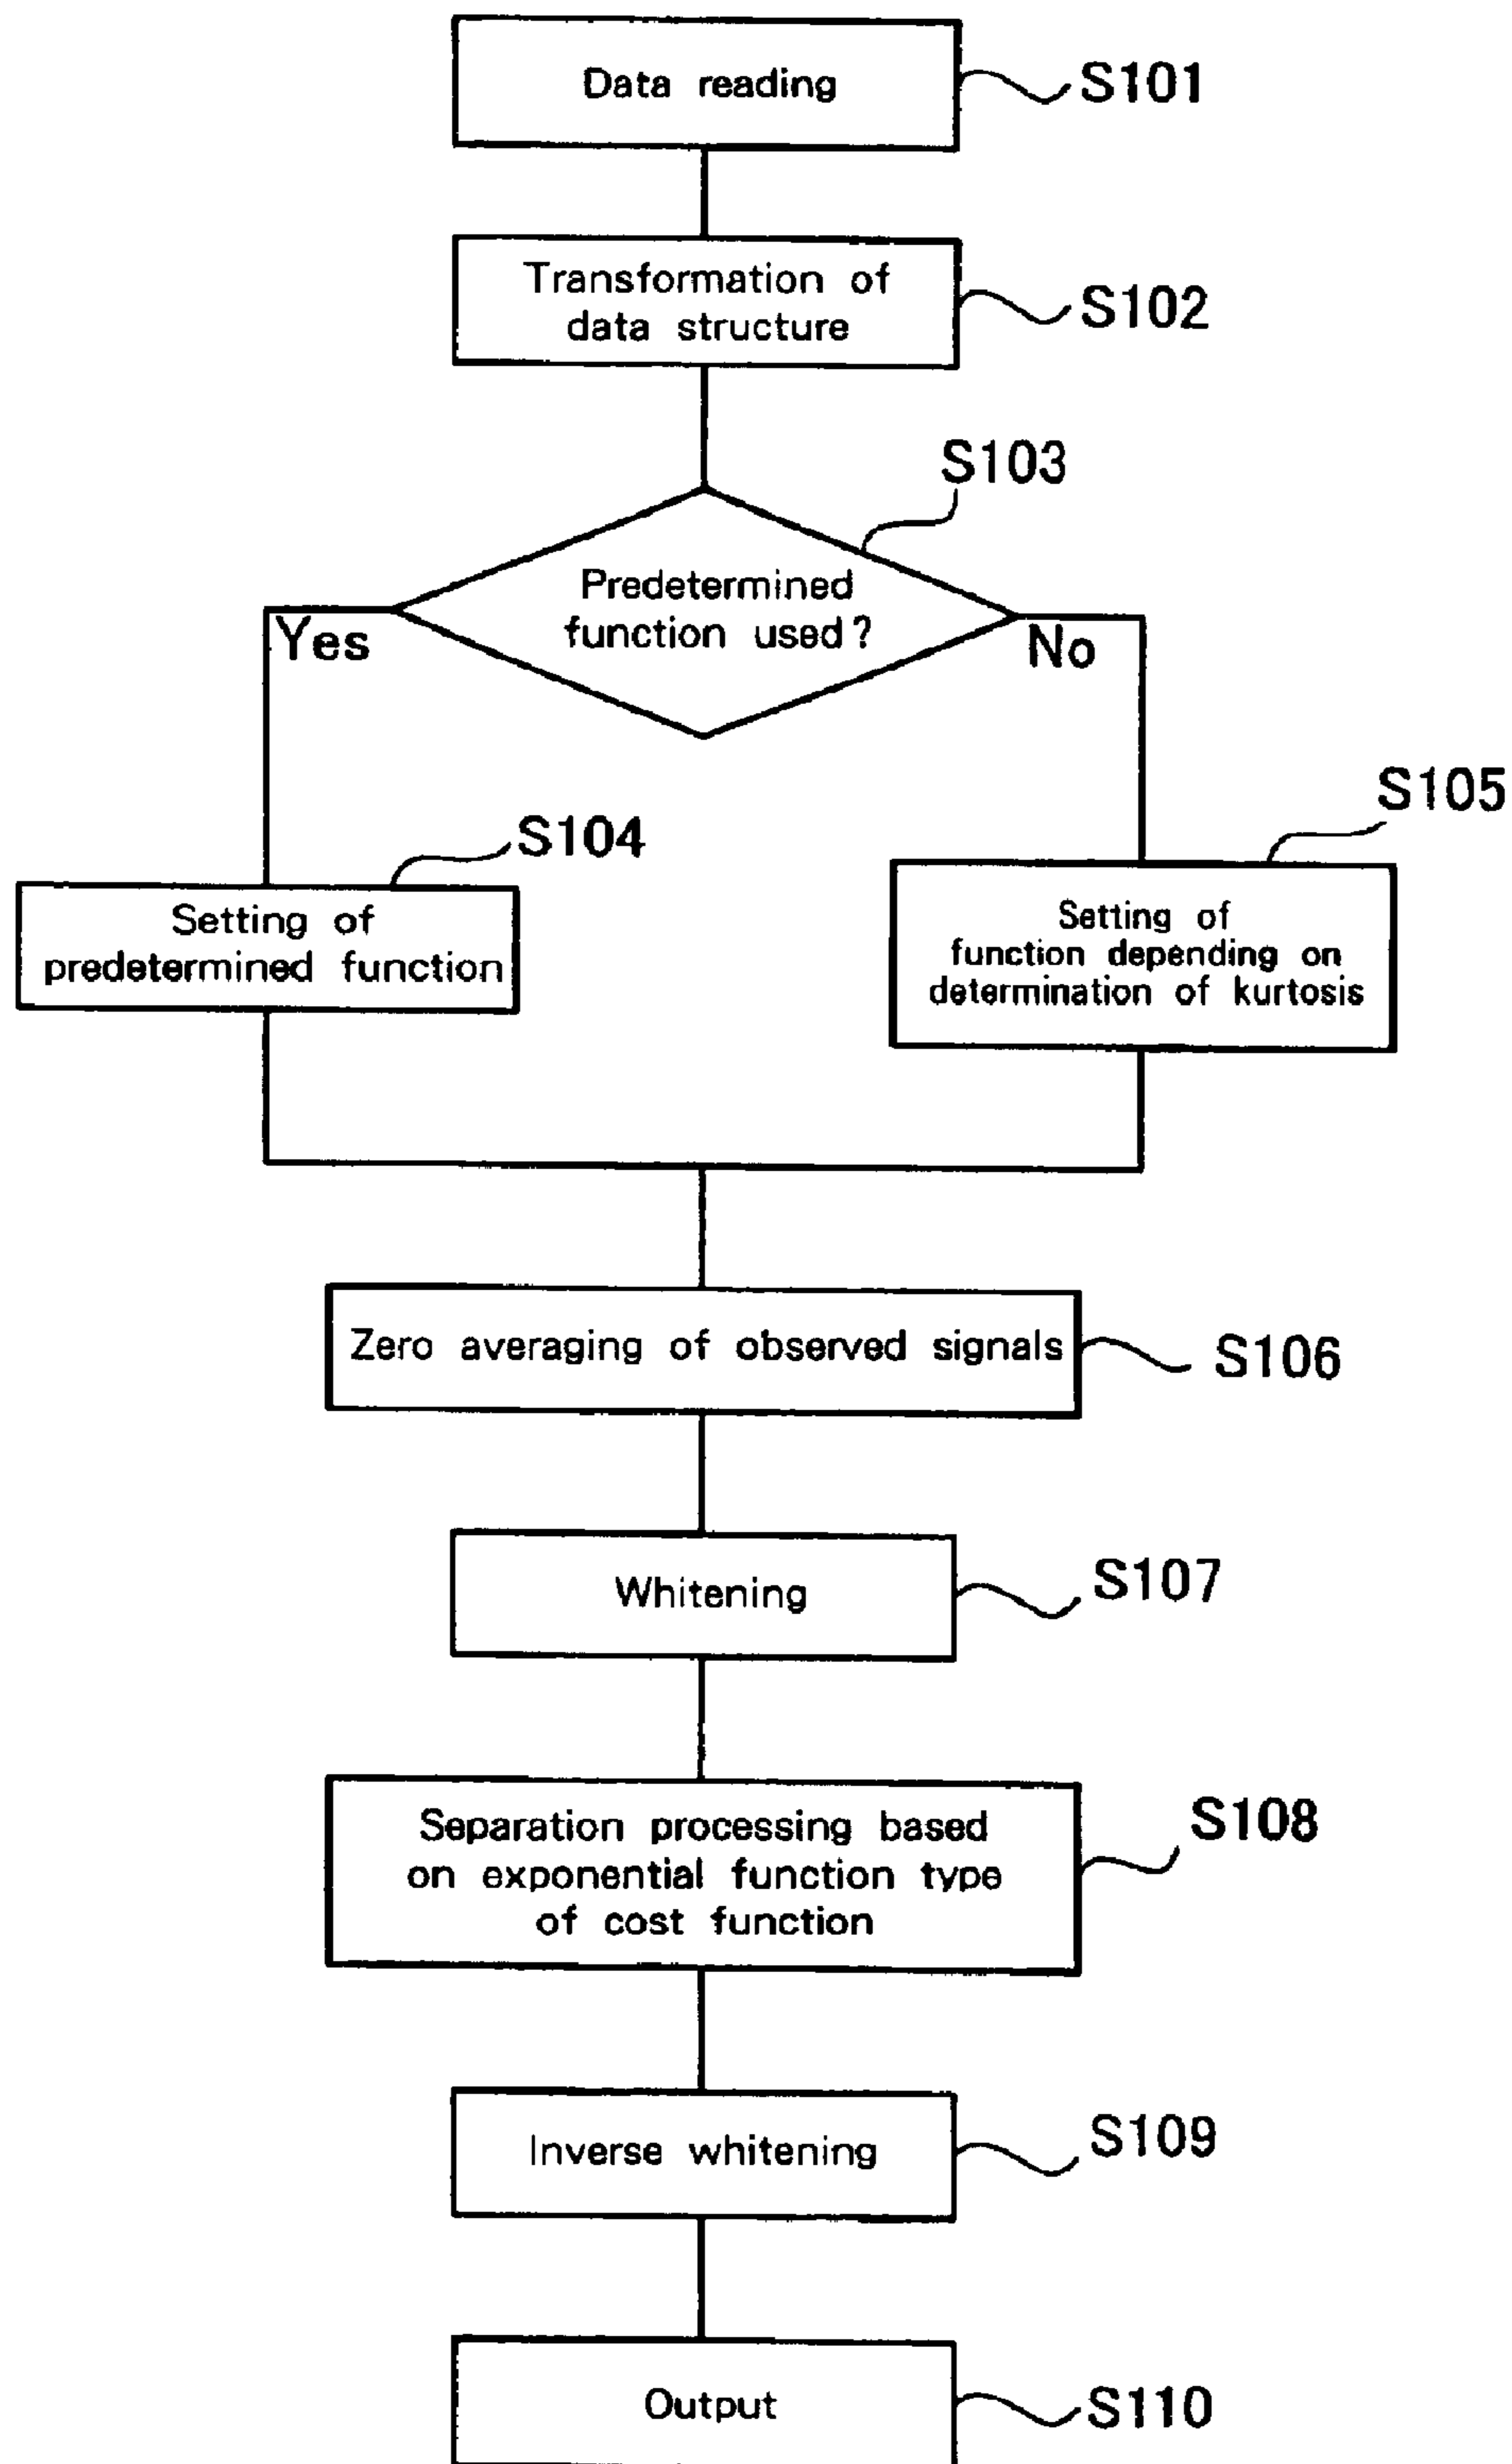 Data reading
S101
Transformation of
data structure
S102
S103
Predetermined
function used?
Yes
No
S104
Setting of
predetermined function
S105
Setting of
function depending on
determination of kurtosis
Zero averaging of observed signals
S106
Whitening
S107
Separation processing based
on exponential function type
of cost function
S108
Inverse whitening
S109
Output
S110